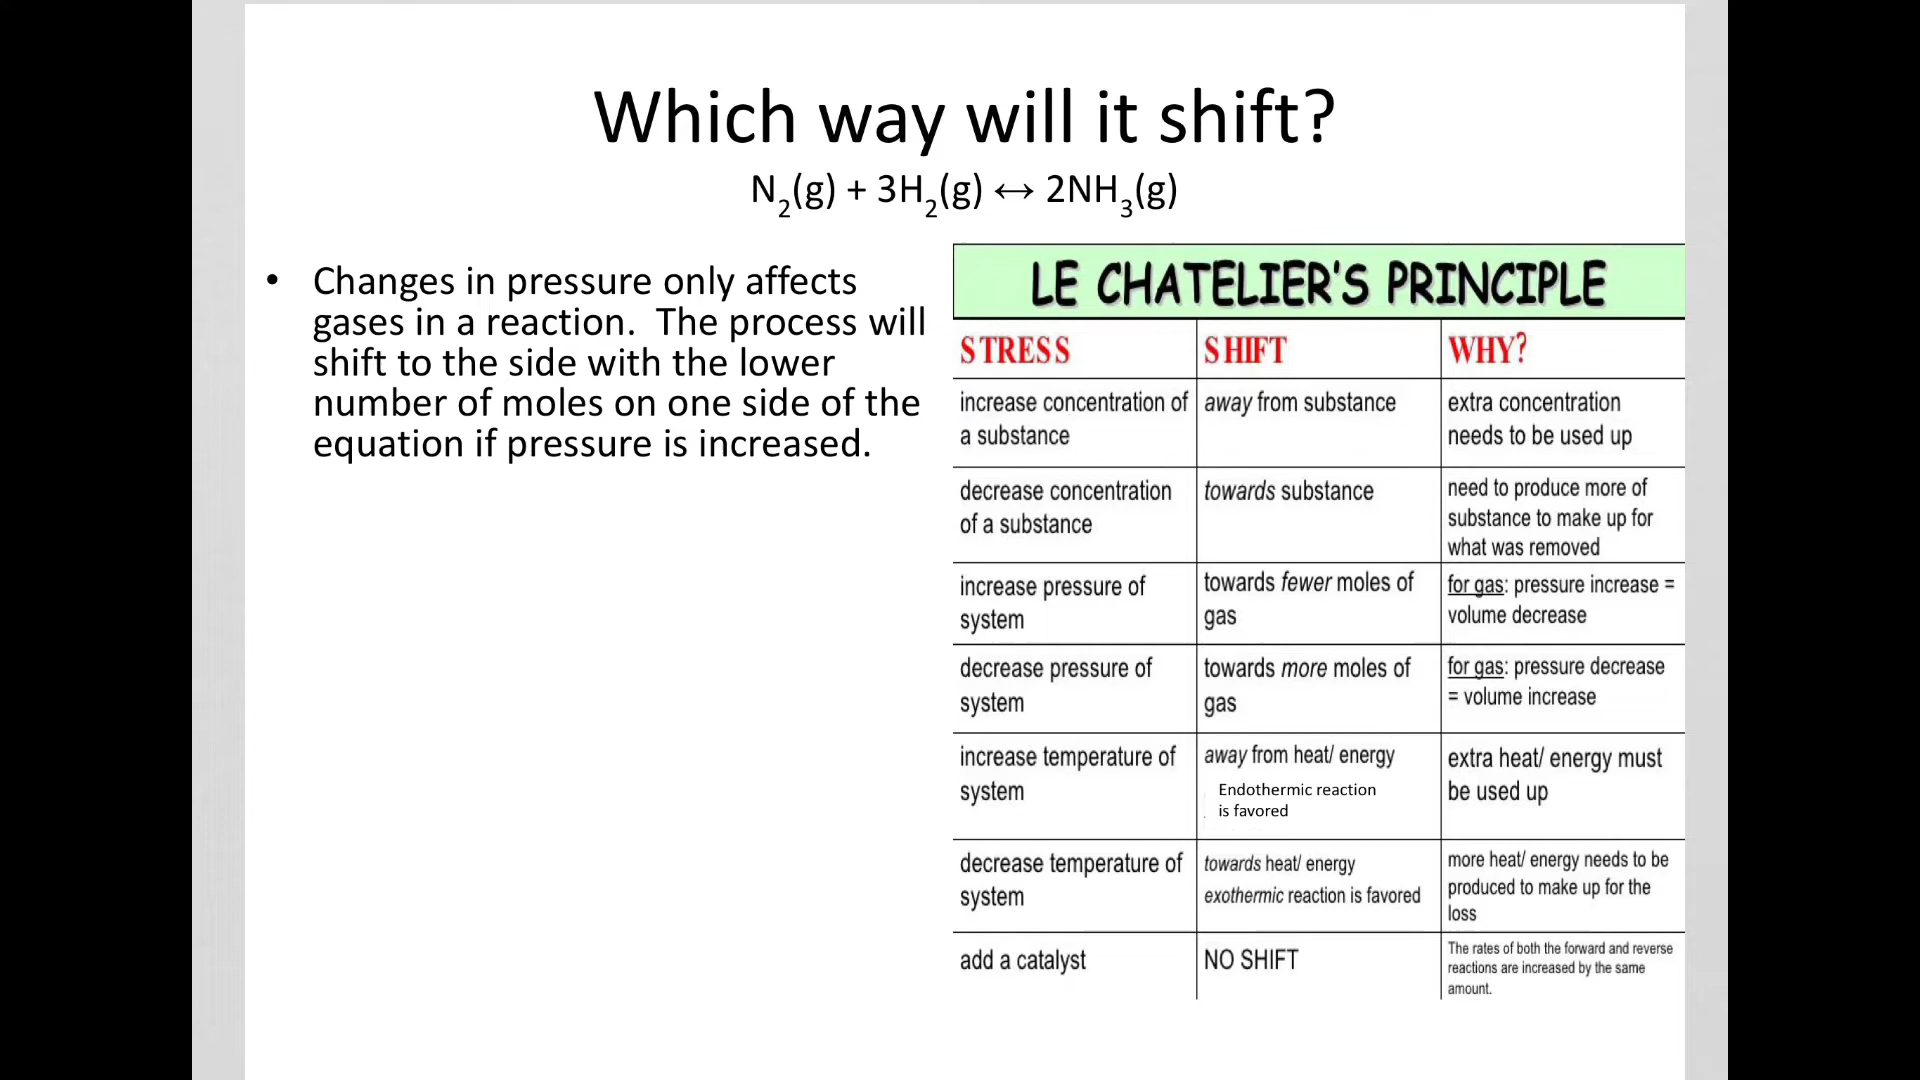 Which way will it shift?
N2(g) + 3H2(g) ↔ 2NH3(g)
• Changes in pressure only affects
gases in a reaction.  The process will
shift to the side with the lower
number of moles on one side of the
equation if pressure is increased.
LE CHATELIER'S PRINCIPLE
STRESS
SHIFT
WHY?
increase concentration of
a substance
away from substance
extra concentration
needs to be used up
decrease concentration
of a substance
towards substance
need to produce more of
substance to make up for
what was removed
increase pressure of
system
towards fewer moles of
gas
for gas: pressure increase =
volume decrease
decrease pressure of
system
towards more moles of
gas
for gas: pressure decrease
= volume increase
increase temperature of
system
away from heat/ energy
Endothermic reaction
is favored
extra heat/ energy must
be used up
decrease temperature of
system
towards heat/ energy
exothermic reaction is favored
more heat/ energy needs to be
produced to make up for the
loss
add a catalyst
NO SHIFT
The rates of both the forward and reverse
reactions are increased by the same
amount.